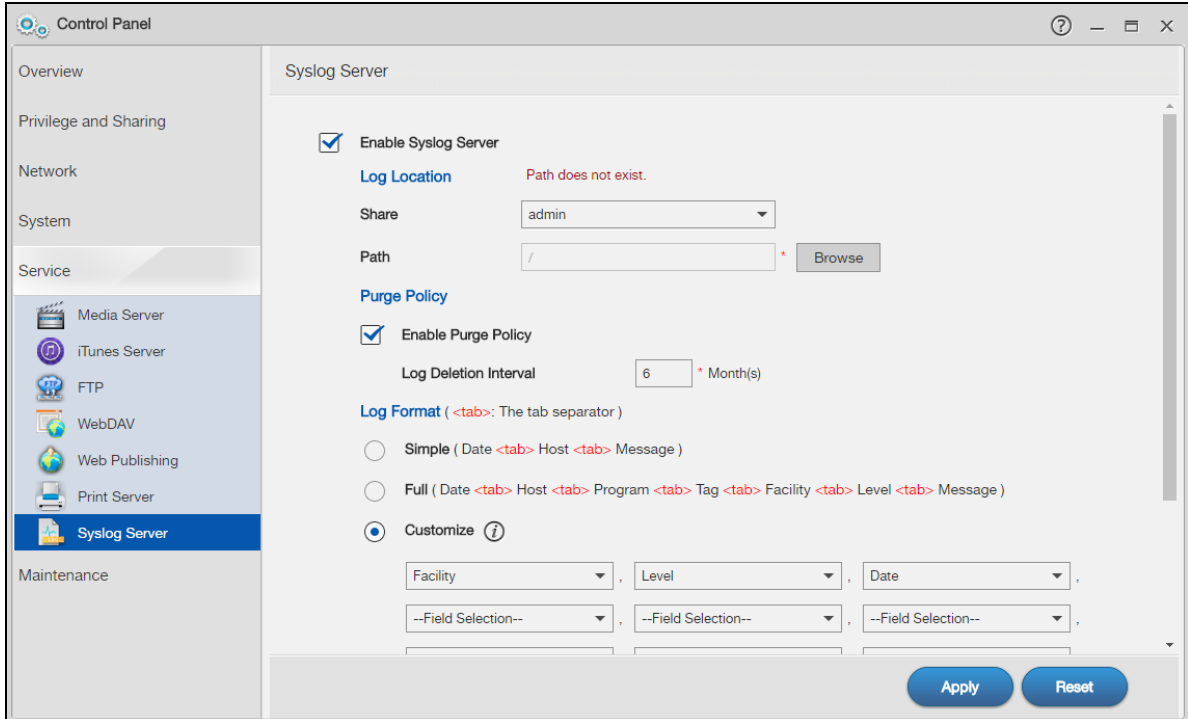 Control Panel
Overview
Privilege and Sharing
Network
System
Service
Media Server
iTunes Server
FTP
WebDAV
Web Publishing
Print Server
Syslog Server
Maintenance
Syslog Server
Enable Syslog Server
Log Location Path does not exist.
Share admin
Path / * Browse
Purge Policy
Enable Purge Policy
Log Deletion Interval 6 * Month(s)
Log Format ( <tab>: The tab separator )
Simple ( Date <tab> Host <tab> Message )
Full ( Date <tab> Host <tab> Program <tab> Tag <tab> Facility <tab> Level <tab> Message )
Customize
Facility , Level , Date ,
--Field Selection-- , --Field Selection-- , --Field Selection-- ,
Apply Reset